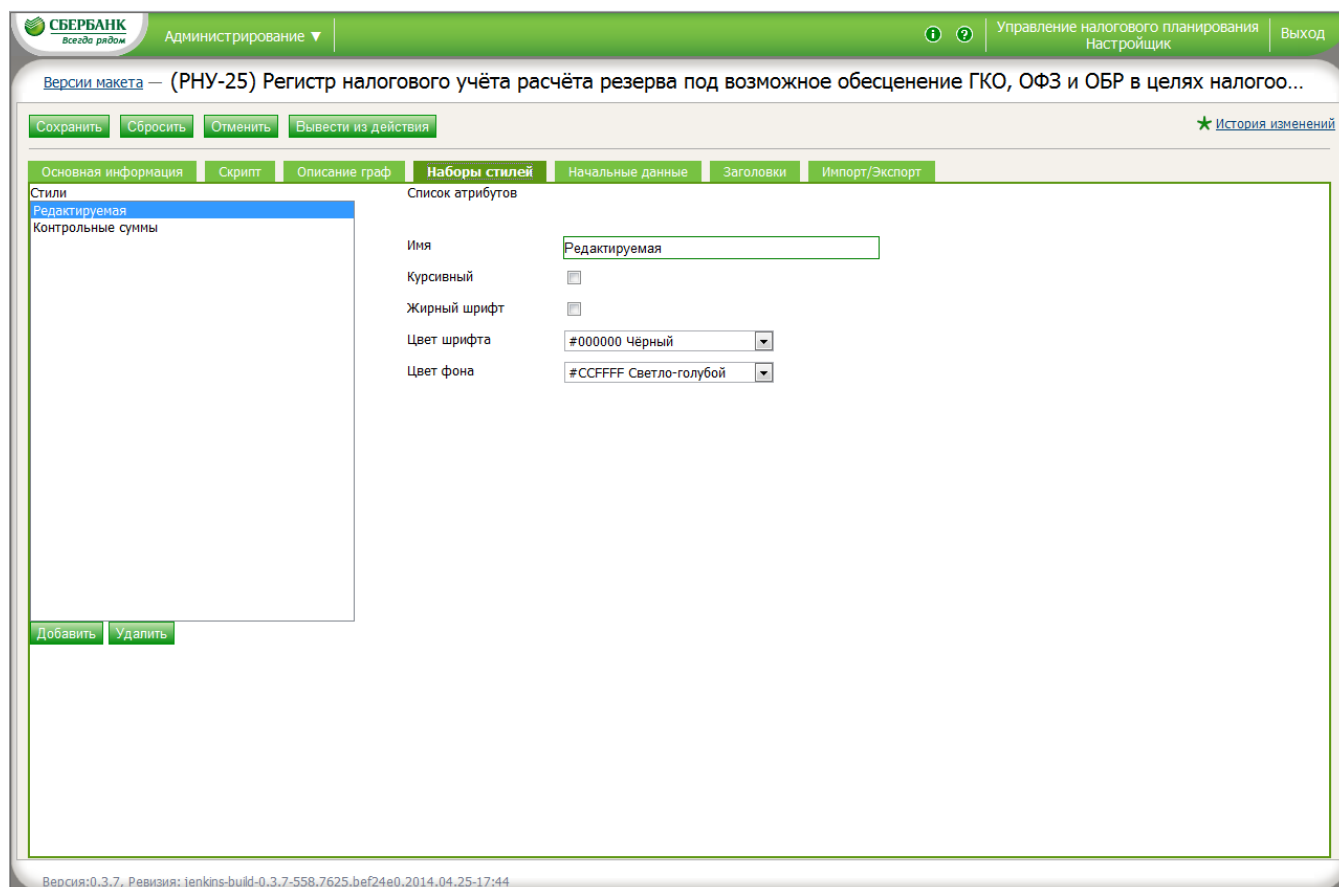 СБЕРБАНК
Всегда рядом
Администрирование ▼
i ?
Управление налогового планирования
Настройщик
Выход
Версии макета — (РНУ-25) Регистр налогового учёта расчёта резерва под возможное обесценение ГКО, ОФЗ и ОБР в целях налогоо...
Сохранить Сбросить Отменить Вывести из действия
История изменений
Основная информация Скрипт Описание граф Наборы стилей Начальные данные Заголовки Импорт/Экспорт
Стили
Редактируемая
Контрольные суммы
Список атрибутов
Имя Редактируемая
Курсивный
Жирный шрифт
Цвет шрифта #000000 Чёрный
Цвет фона #CCFFFF Светло-голубой
Добавить Удалить
Версия:0.3.7, Ревизия: jenkins-build-0.3.7-558.7625.bef24e0.2014.04.25-17:44